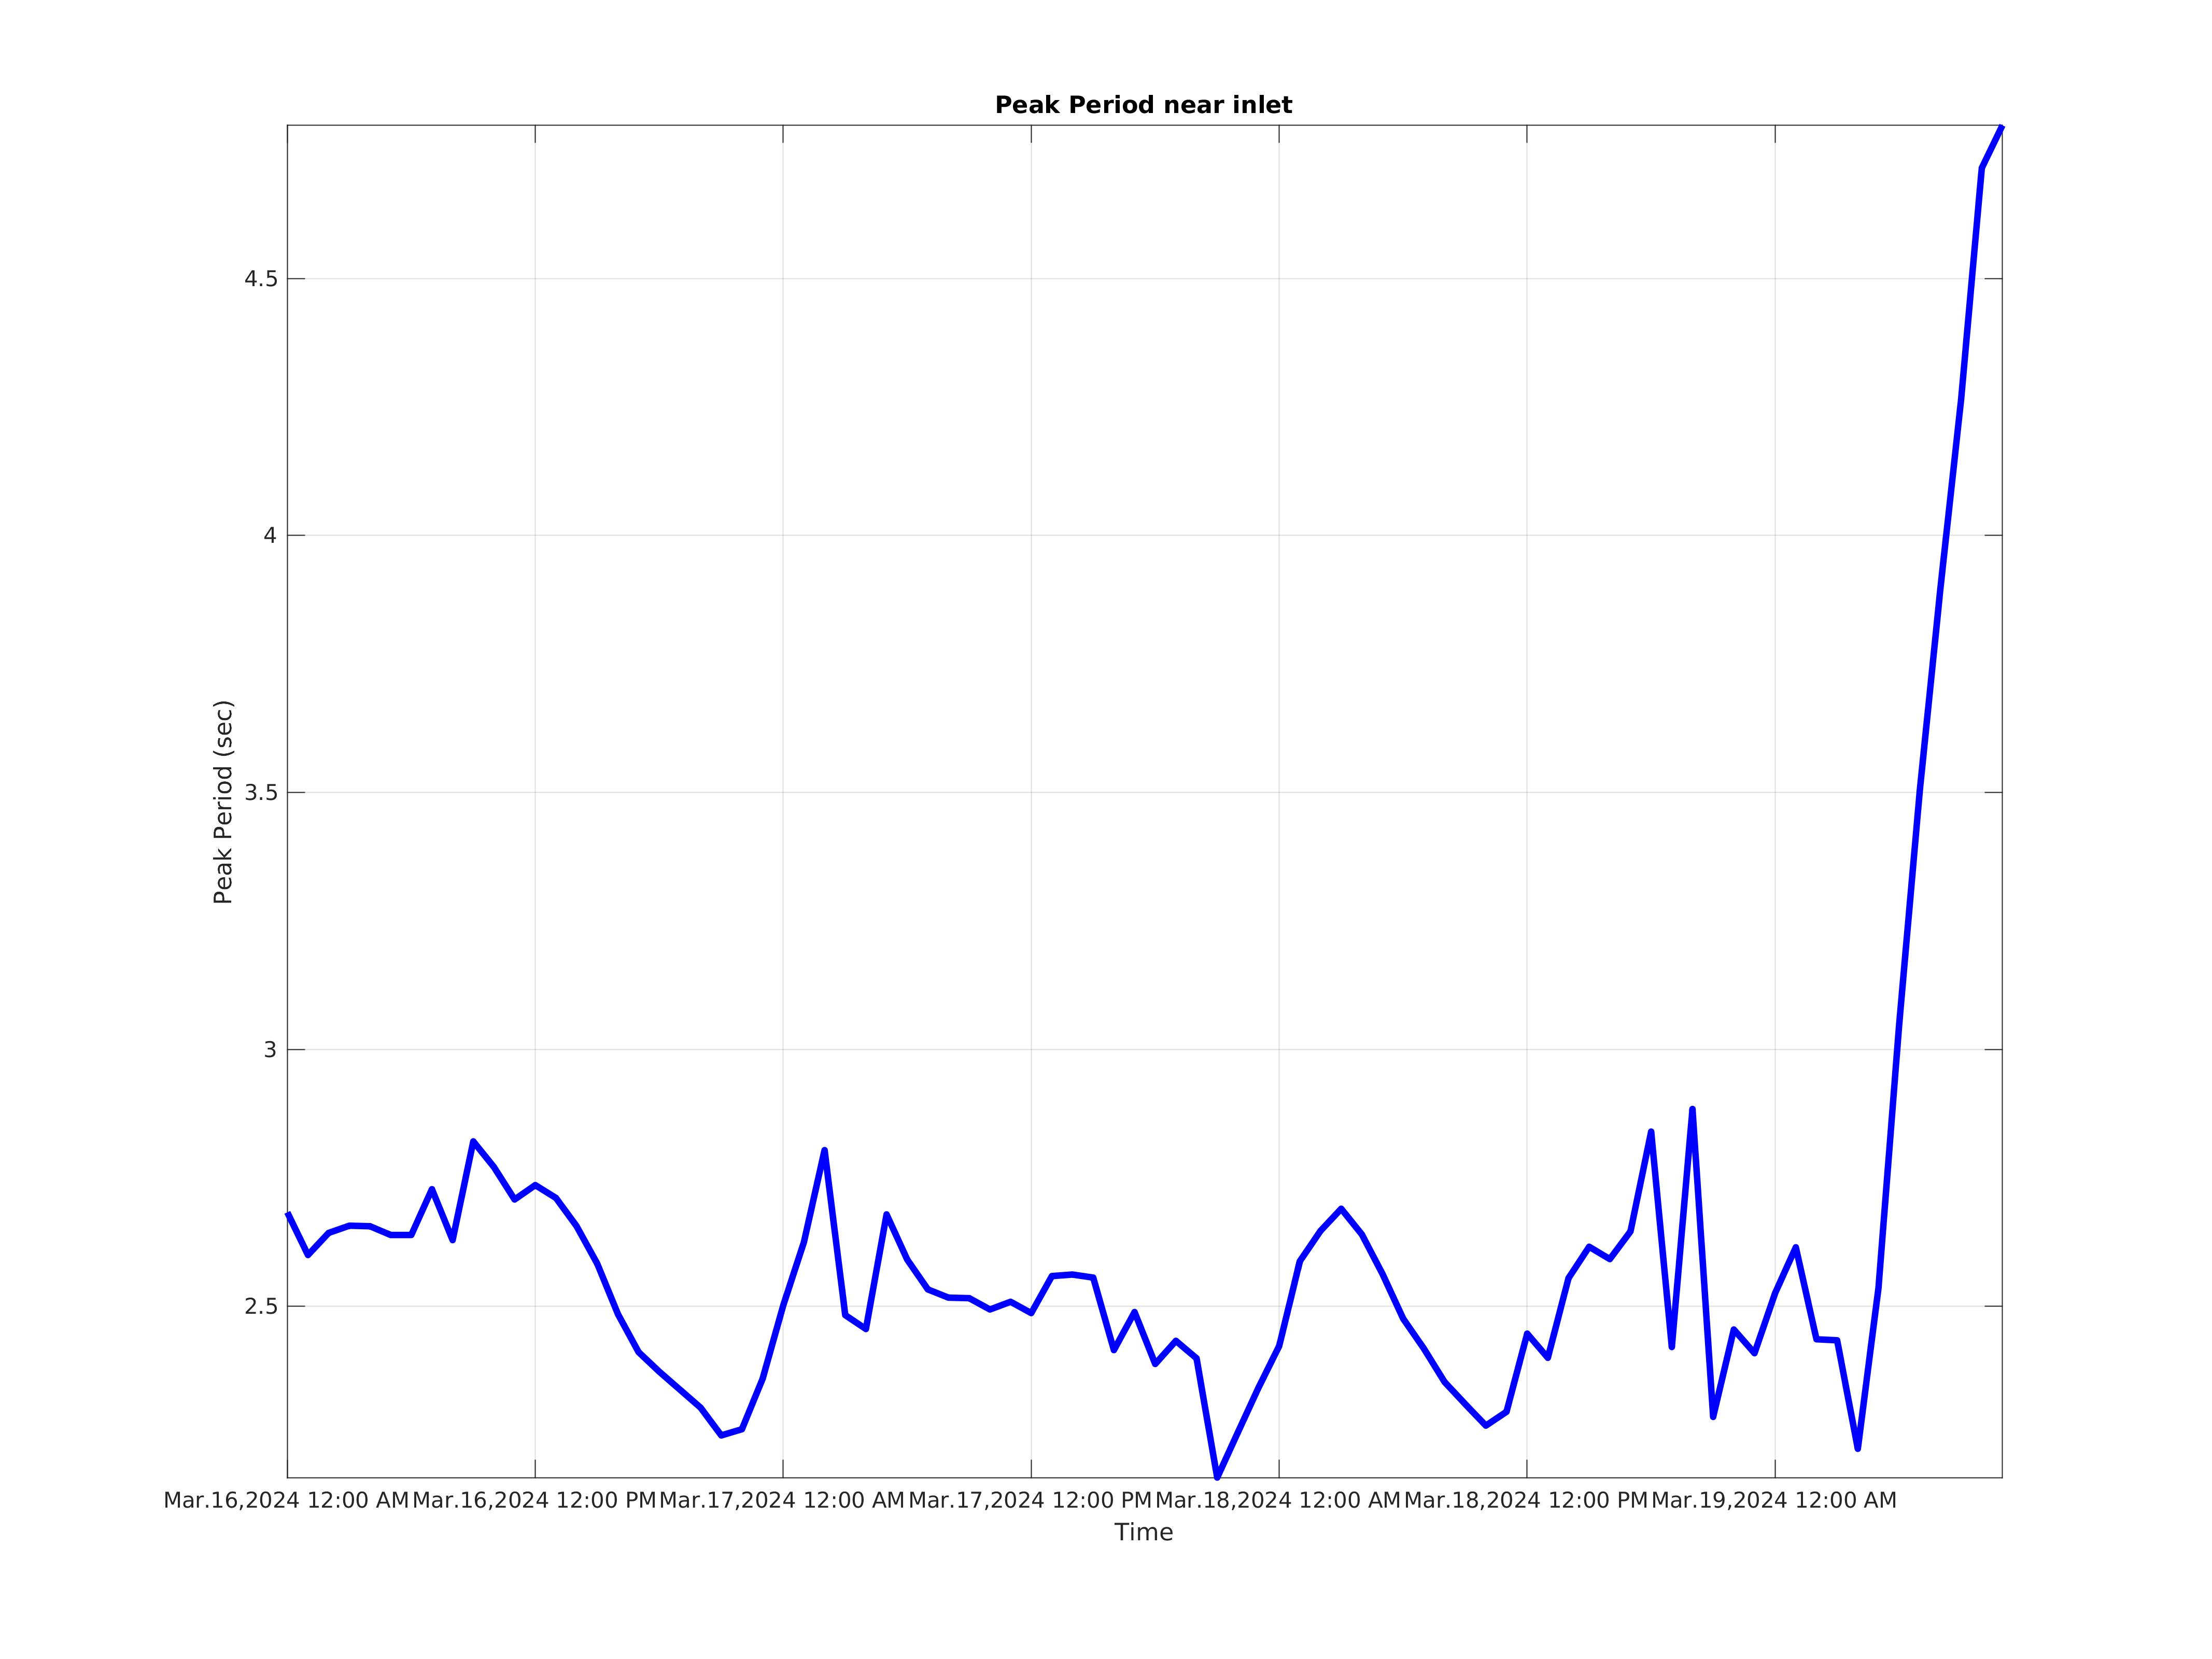 Peak Period near inlet
4.5
4
3.5
3
2.5
Peak Period (sec)
Mar.16,2024 12:00 AM Mar.16,2024 12:00 PM Mar.17,2024 12:00 AM Mar.17,2024 12:00 PM Mar.18,2024 12:00 AM Mar.18,2024 12:00 PM Mar.19,2024 12:00 AM
Time